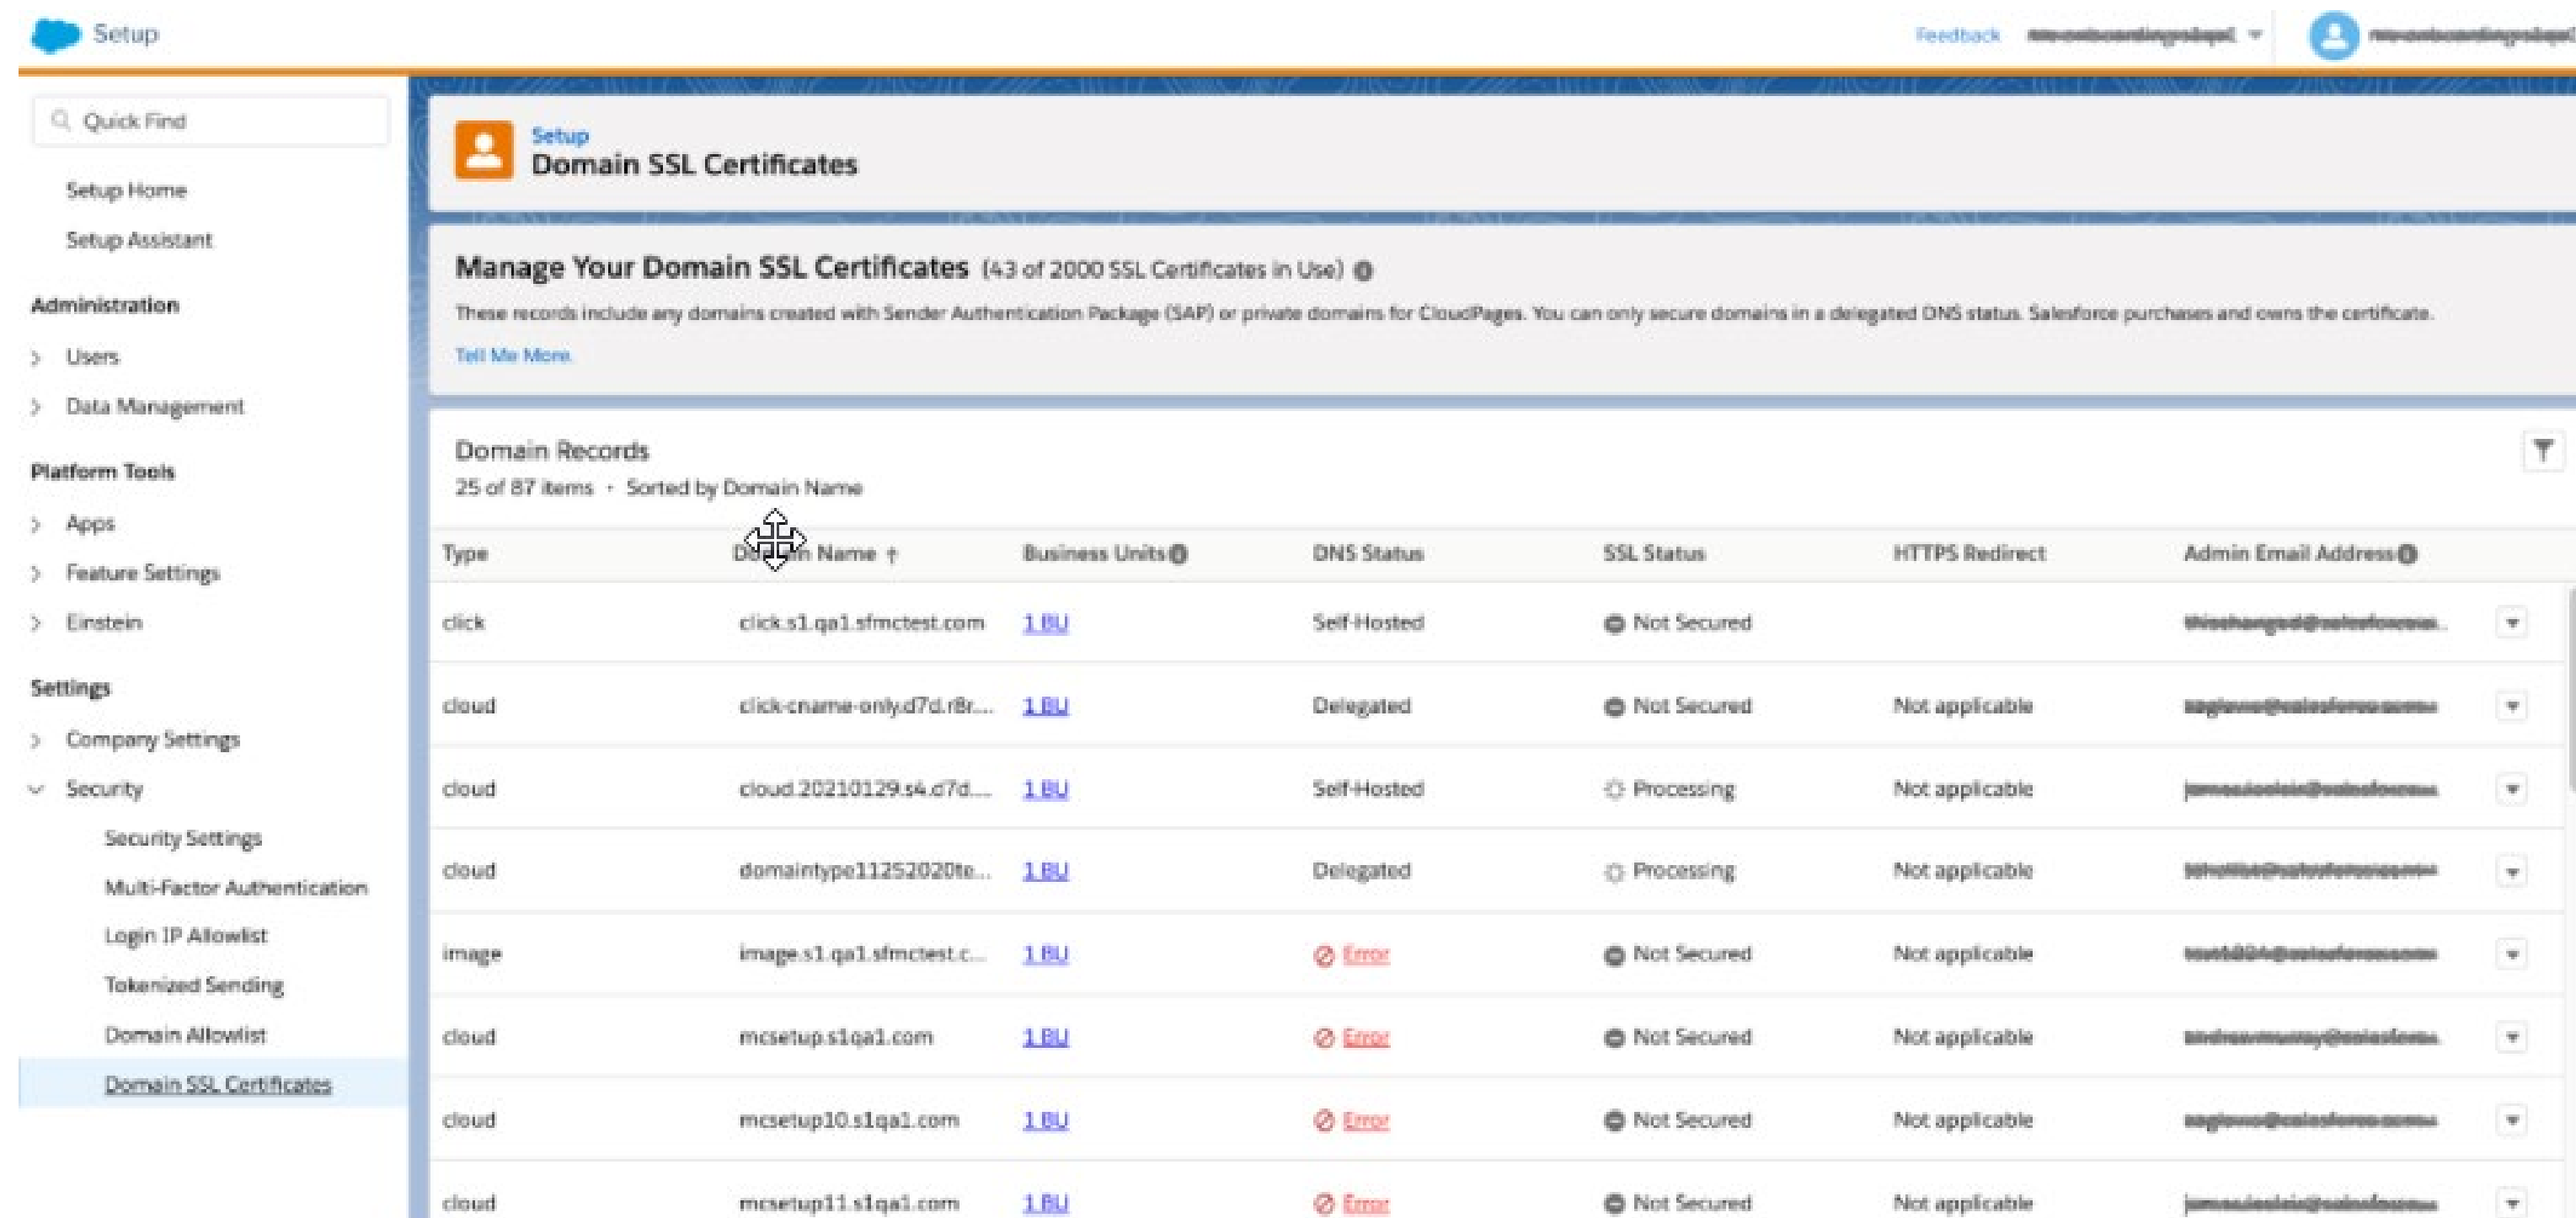 Setup
Feedback
Quick Find
Setup Home
Setup Assistant
Administration
Users
Data Management
Platform Tools
Apps
Feature Settings
Einstein
Settings
Company Settings
Security
Security Settings
Multi-Factor Authentication
Login IP Allowlist
Tokenized Sending
Domain Allowlist
Domain SSL Certificates
Setup
Domain SSL Certificates
Manage Your Domain SSL Certificates (43 of 2000 SSL Certificates in Use)
These records include any domains created with Sender Authentication Package (SAP) or private domains for CloudPages. You can only secure domains in a delegated DNS status. Salesforce purchases and owns the certificate.
Tell Me More.
Domain Records
25 of 87 items • Sorted by Domain Name
Type Domain Name ↑ Business Units DNS Status SSL Status HTTPS Redirect Admin Email Address
click click.s1.qa1.sfmctest.com 1 BU Self-Hosted Not Secured
cloud click-cname-only.d7d.r8r... 1 BU Delegated Not Secured Not applicable
cloud cloud.20210129.s4.d7d.... 1 BU Self-Hosted Processing Not applicable
cloud domaintype11252020te... 1 BU Delegated Processing Not applicable
image image.s1.qa1.sfmctest.c... 1 BU Error Not Secured Not applicable
cloud mcsetup.s1qa1.com 1 BU Error Not Secured Not applicable
cloud mcsetup10.s1qa1.com 1 BU Error Not Secured Not applicable
cloud mcsetup11.s1qa1.com 1 BU Error Not Secured Not applicable